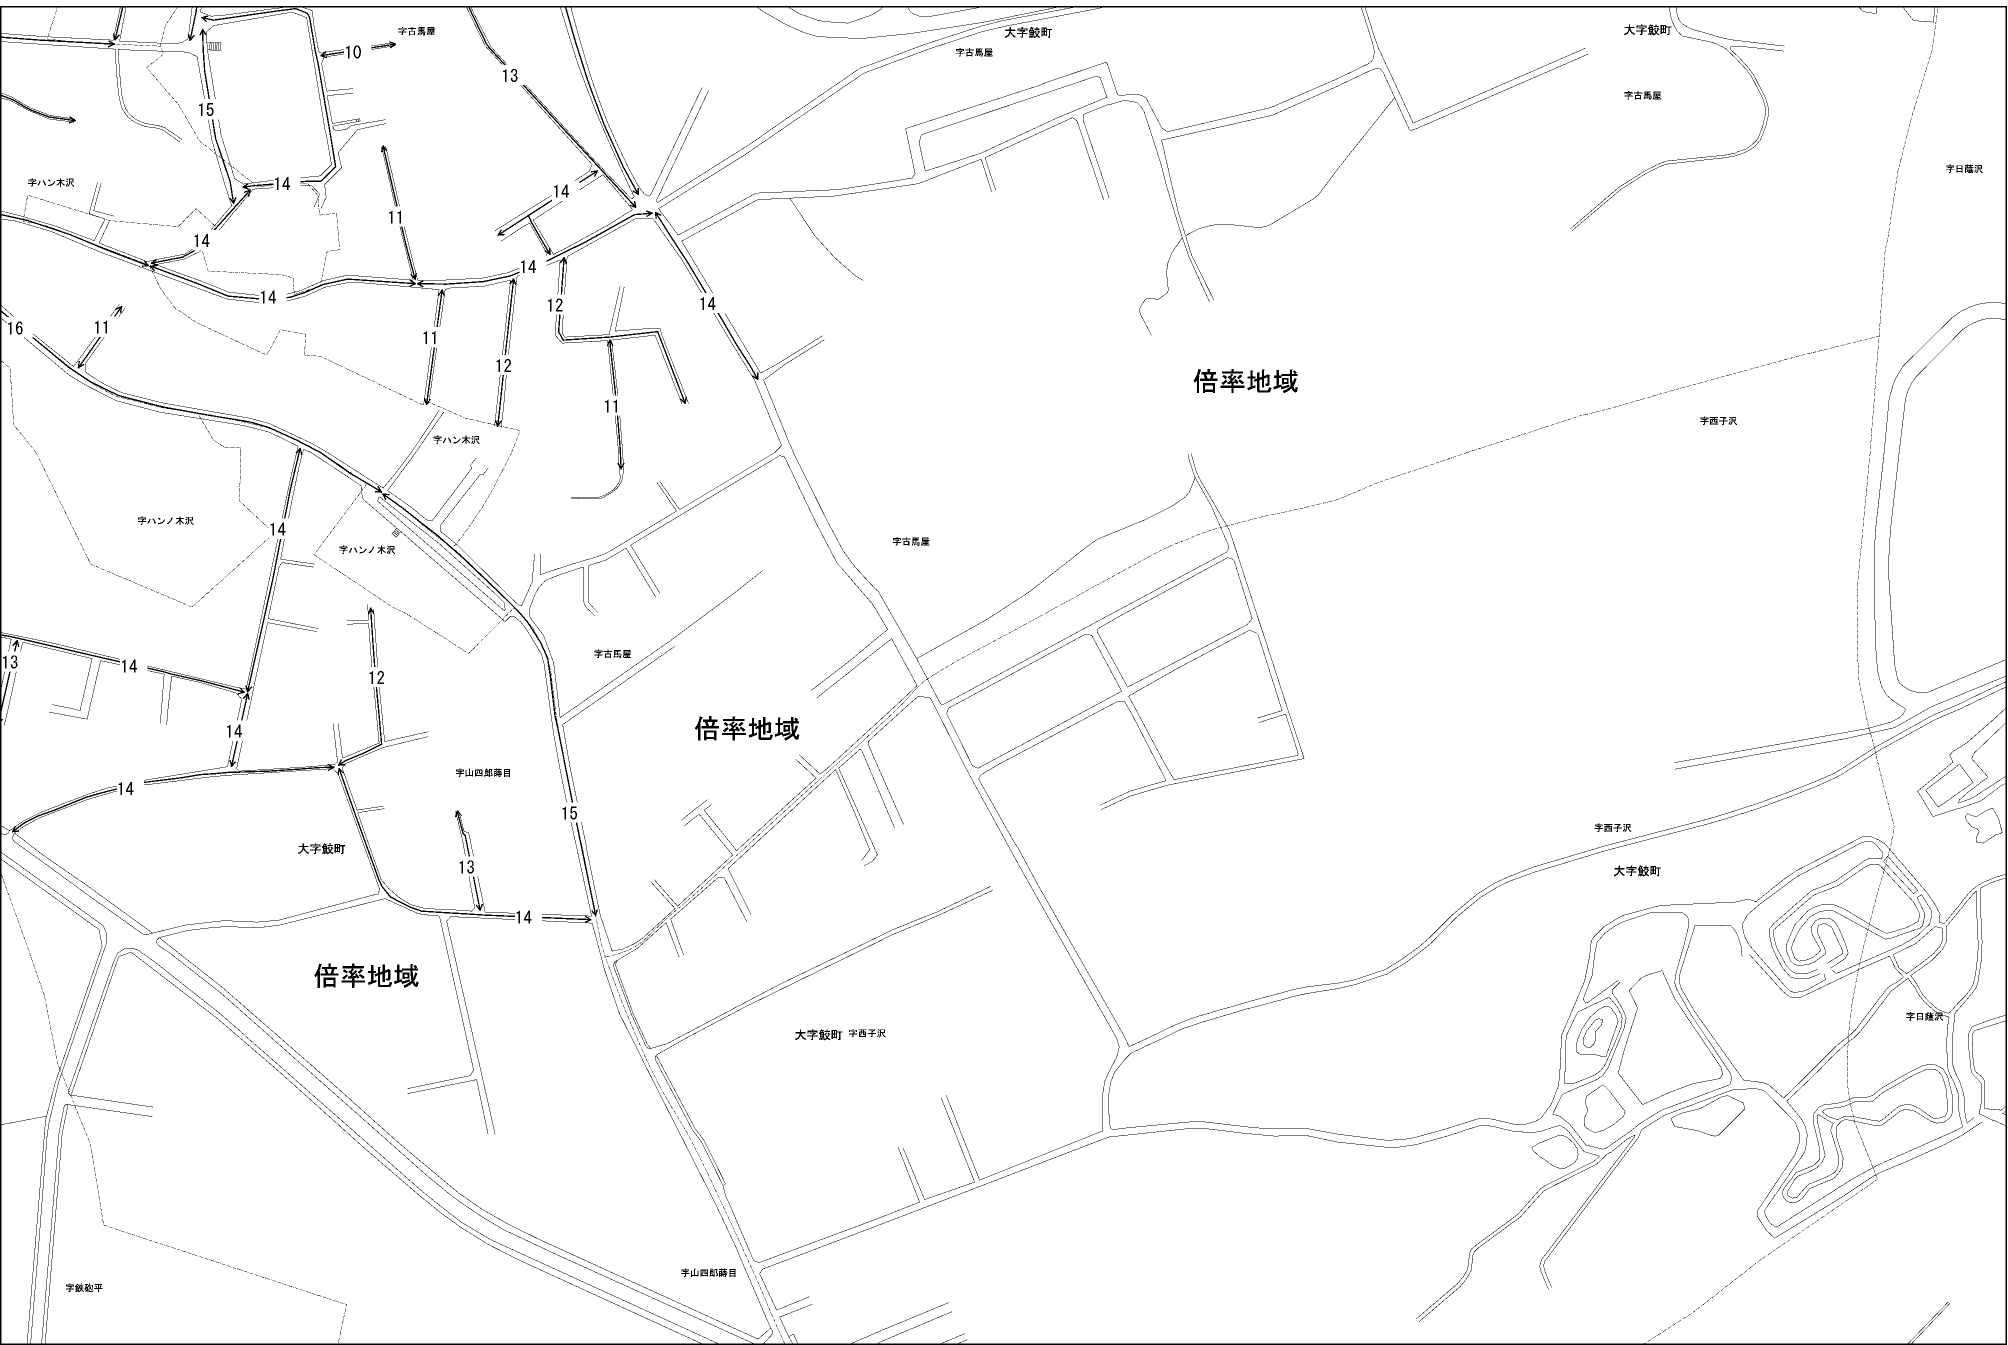 字古馬屋
大字鮫町
大字鮫町
10
字古馬屋
13
字古馬屋
15
字日蔭沢
字ハン木沢
14
14
11
14
14
14
12
14
16
11
11
12
倍率地域
11
字西子沢
字ハン木沢
字ハンノ木沢
14
字古馬屋
字ハンノ木沢
字古馬屋
13
14
12
倍率地域
14
字山四郎蒔目
14
15
字西子沢
大字鮫町
13
大字鮫町
14
倍率地域
字日蔭沢
大字鮫町 字西子沢
字山四郎蒔目
字鉄砲平